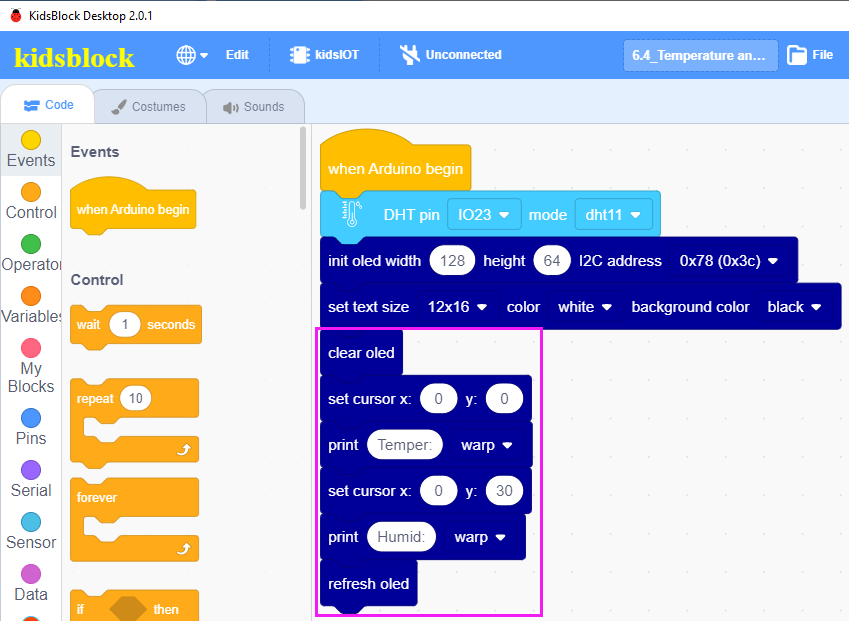 KidsBlock Desktop 2.0.1
kidsblock
Edit
kidsIOT
Unconnected
6.4_Temperature an...
File
Code
Costumes
Sounds
Events
Control
Operator
Variables
My
Blocks
Pins
Serial
Sensor
Data
Events
when Arduino begin
Control
wait 1 seconds
repeat 10
forever
if then
when Arduino begin
DHT pin IO23 mode dht11
init oled width 128 height 64 I2C address 0x78 (0x3c)
set text size 12x16 color white background color black
clear oled
set cursor x: 0 y: 0
print Temper: warp
set cursor x: 0 y: 30
print Humid: warp
refresh oled